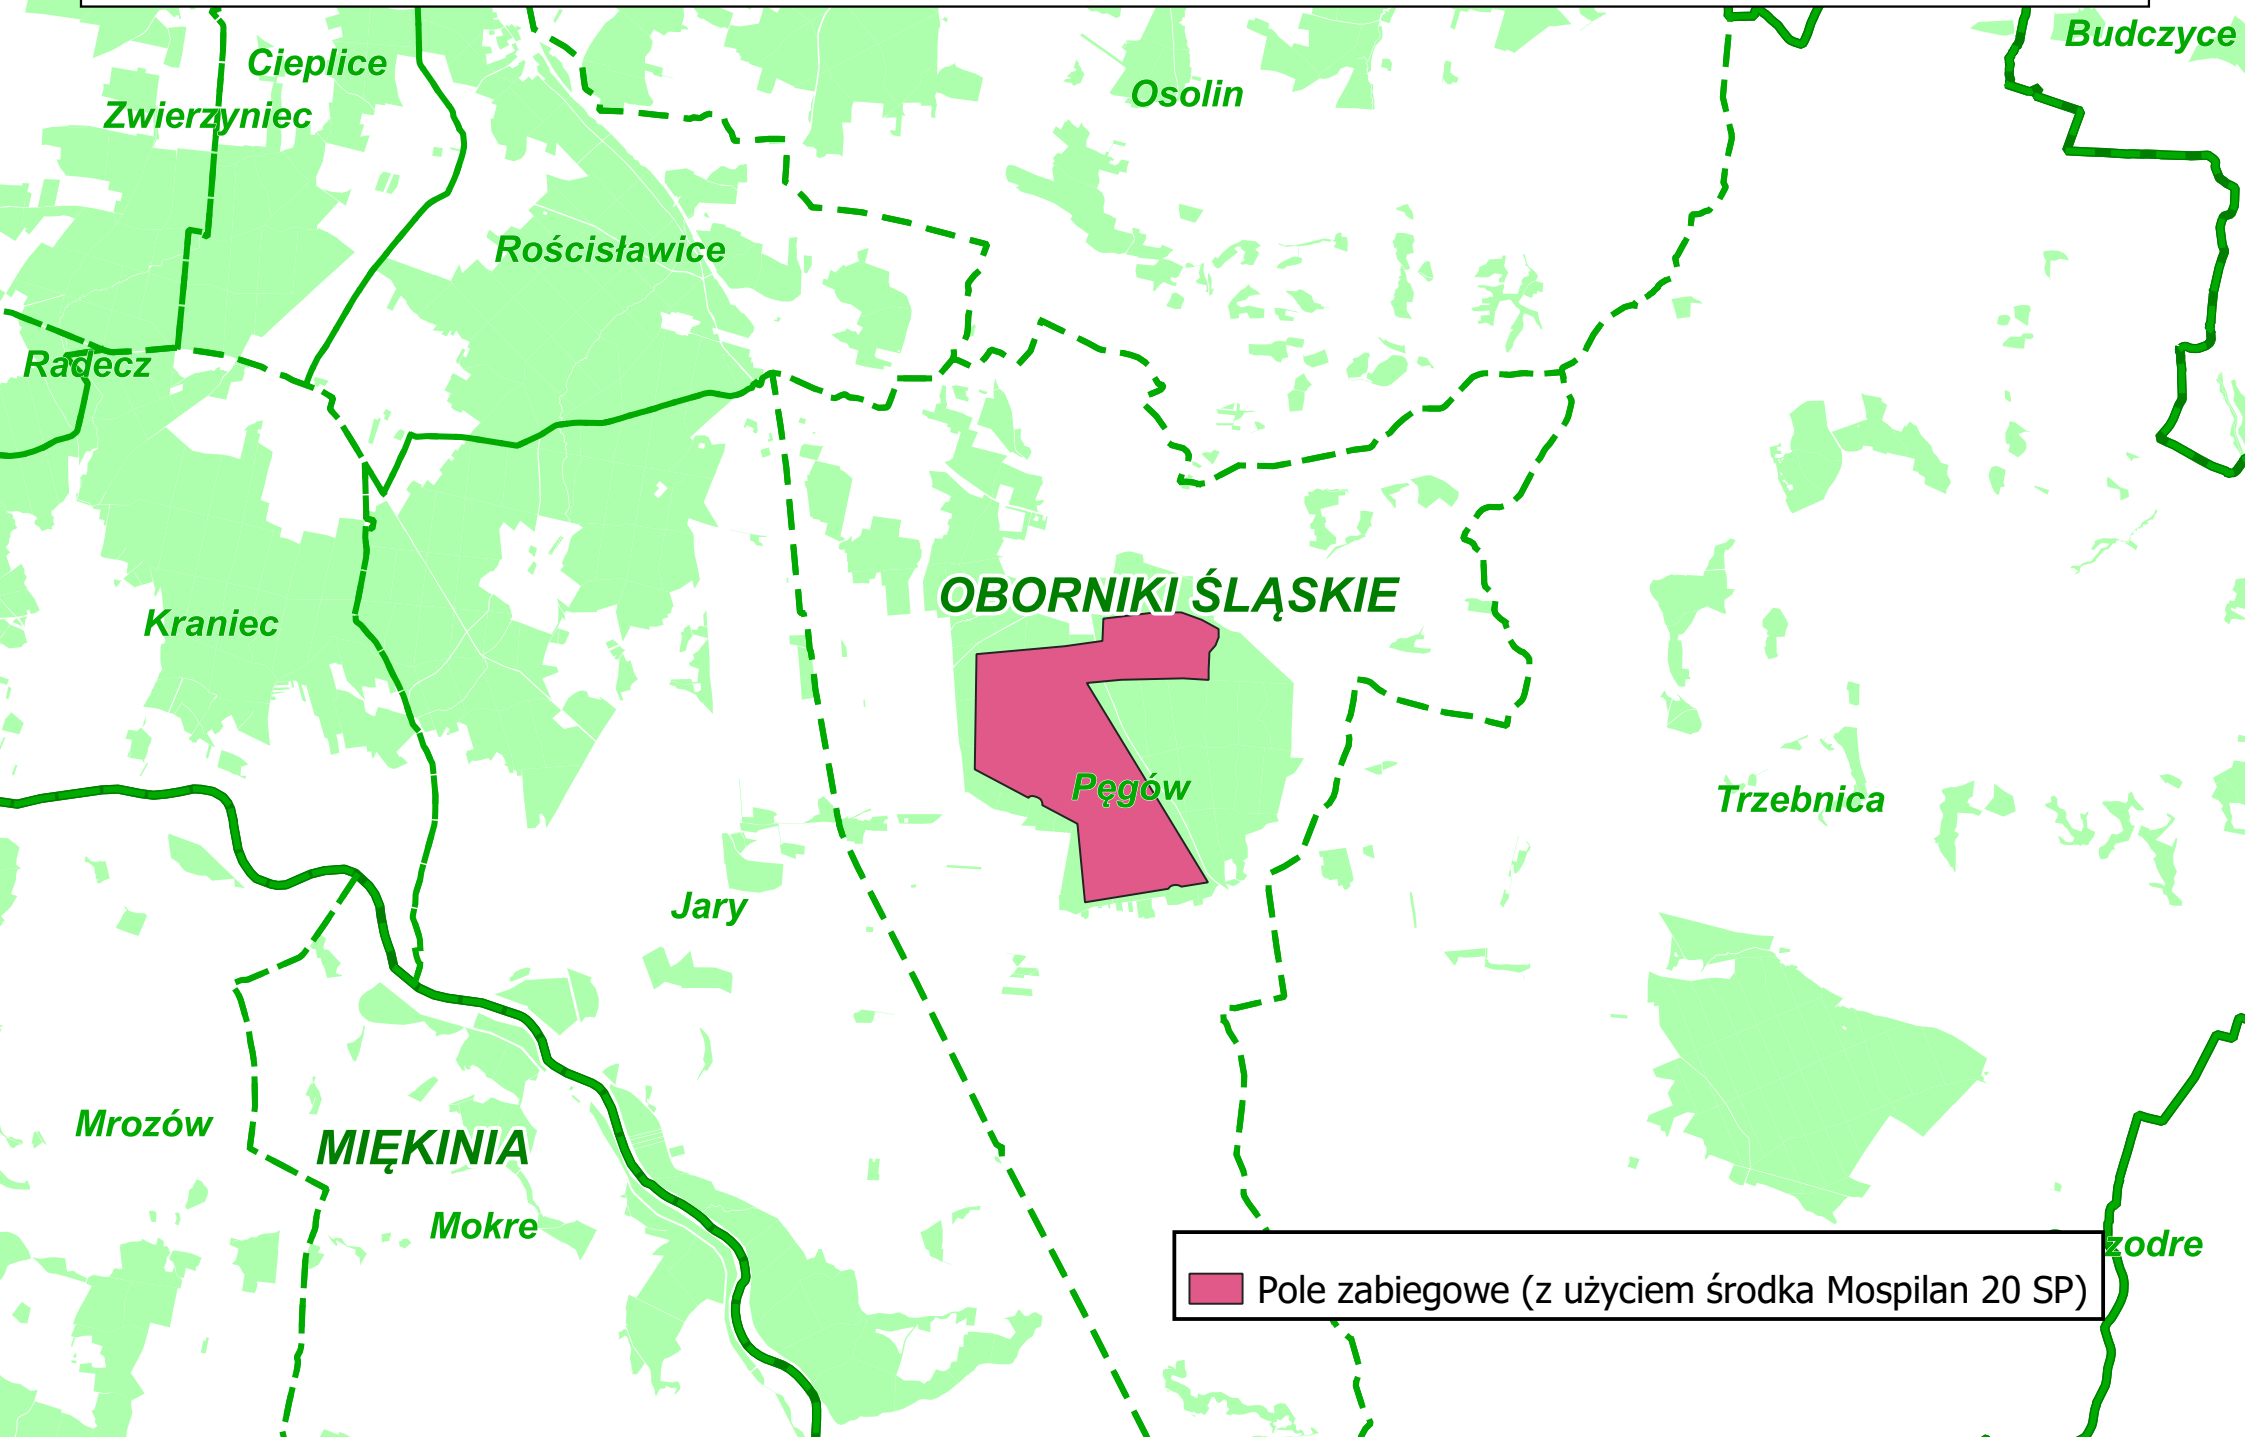 Budczyce
Cieplice
Osolin
Zwierzyniec
Rościsławice
Radecz
OBORNIKI ŚLĄSKIE
Kraniec
Pęgów
Trzebnica
Jary
Mrozów
MIĘKINIA
Mokre
zodre
Pole zabiegowe (z użyciem środka Mospilan 20 SP)